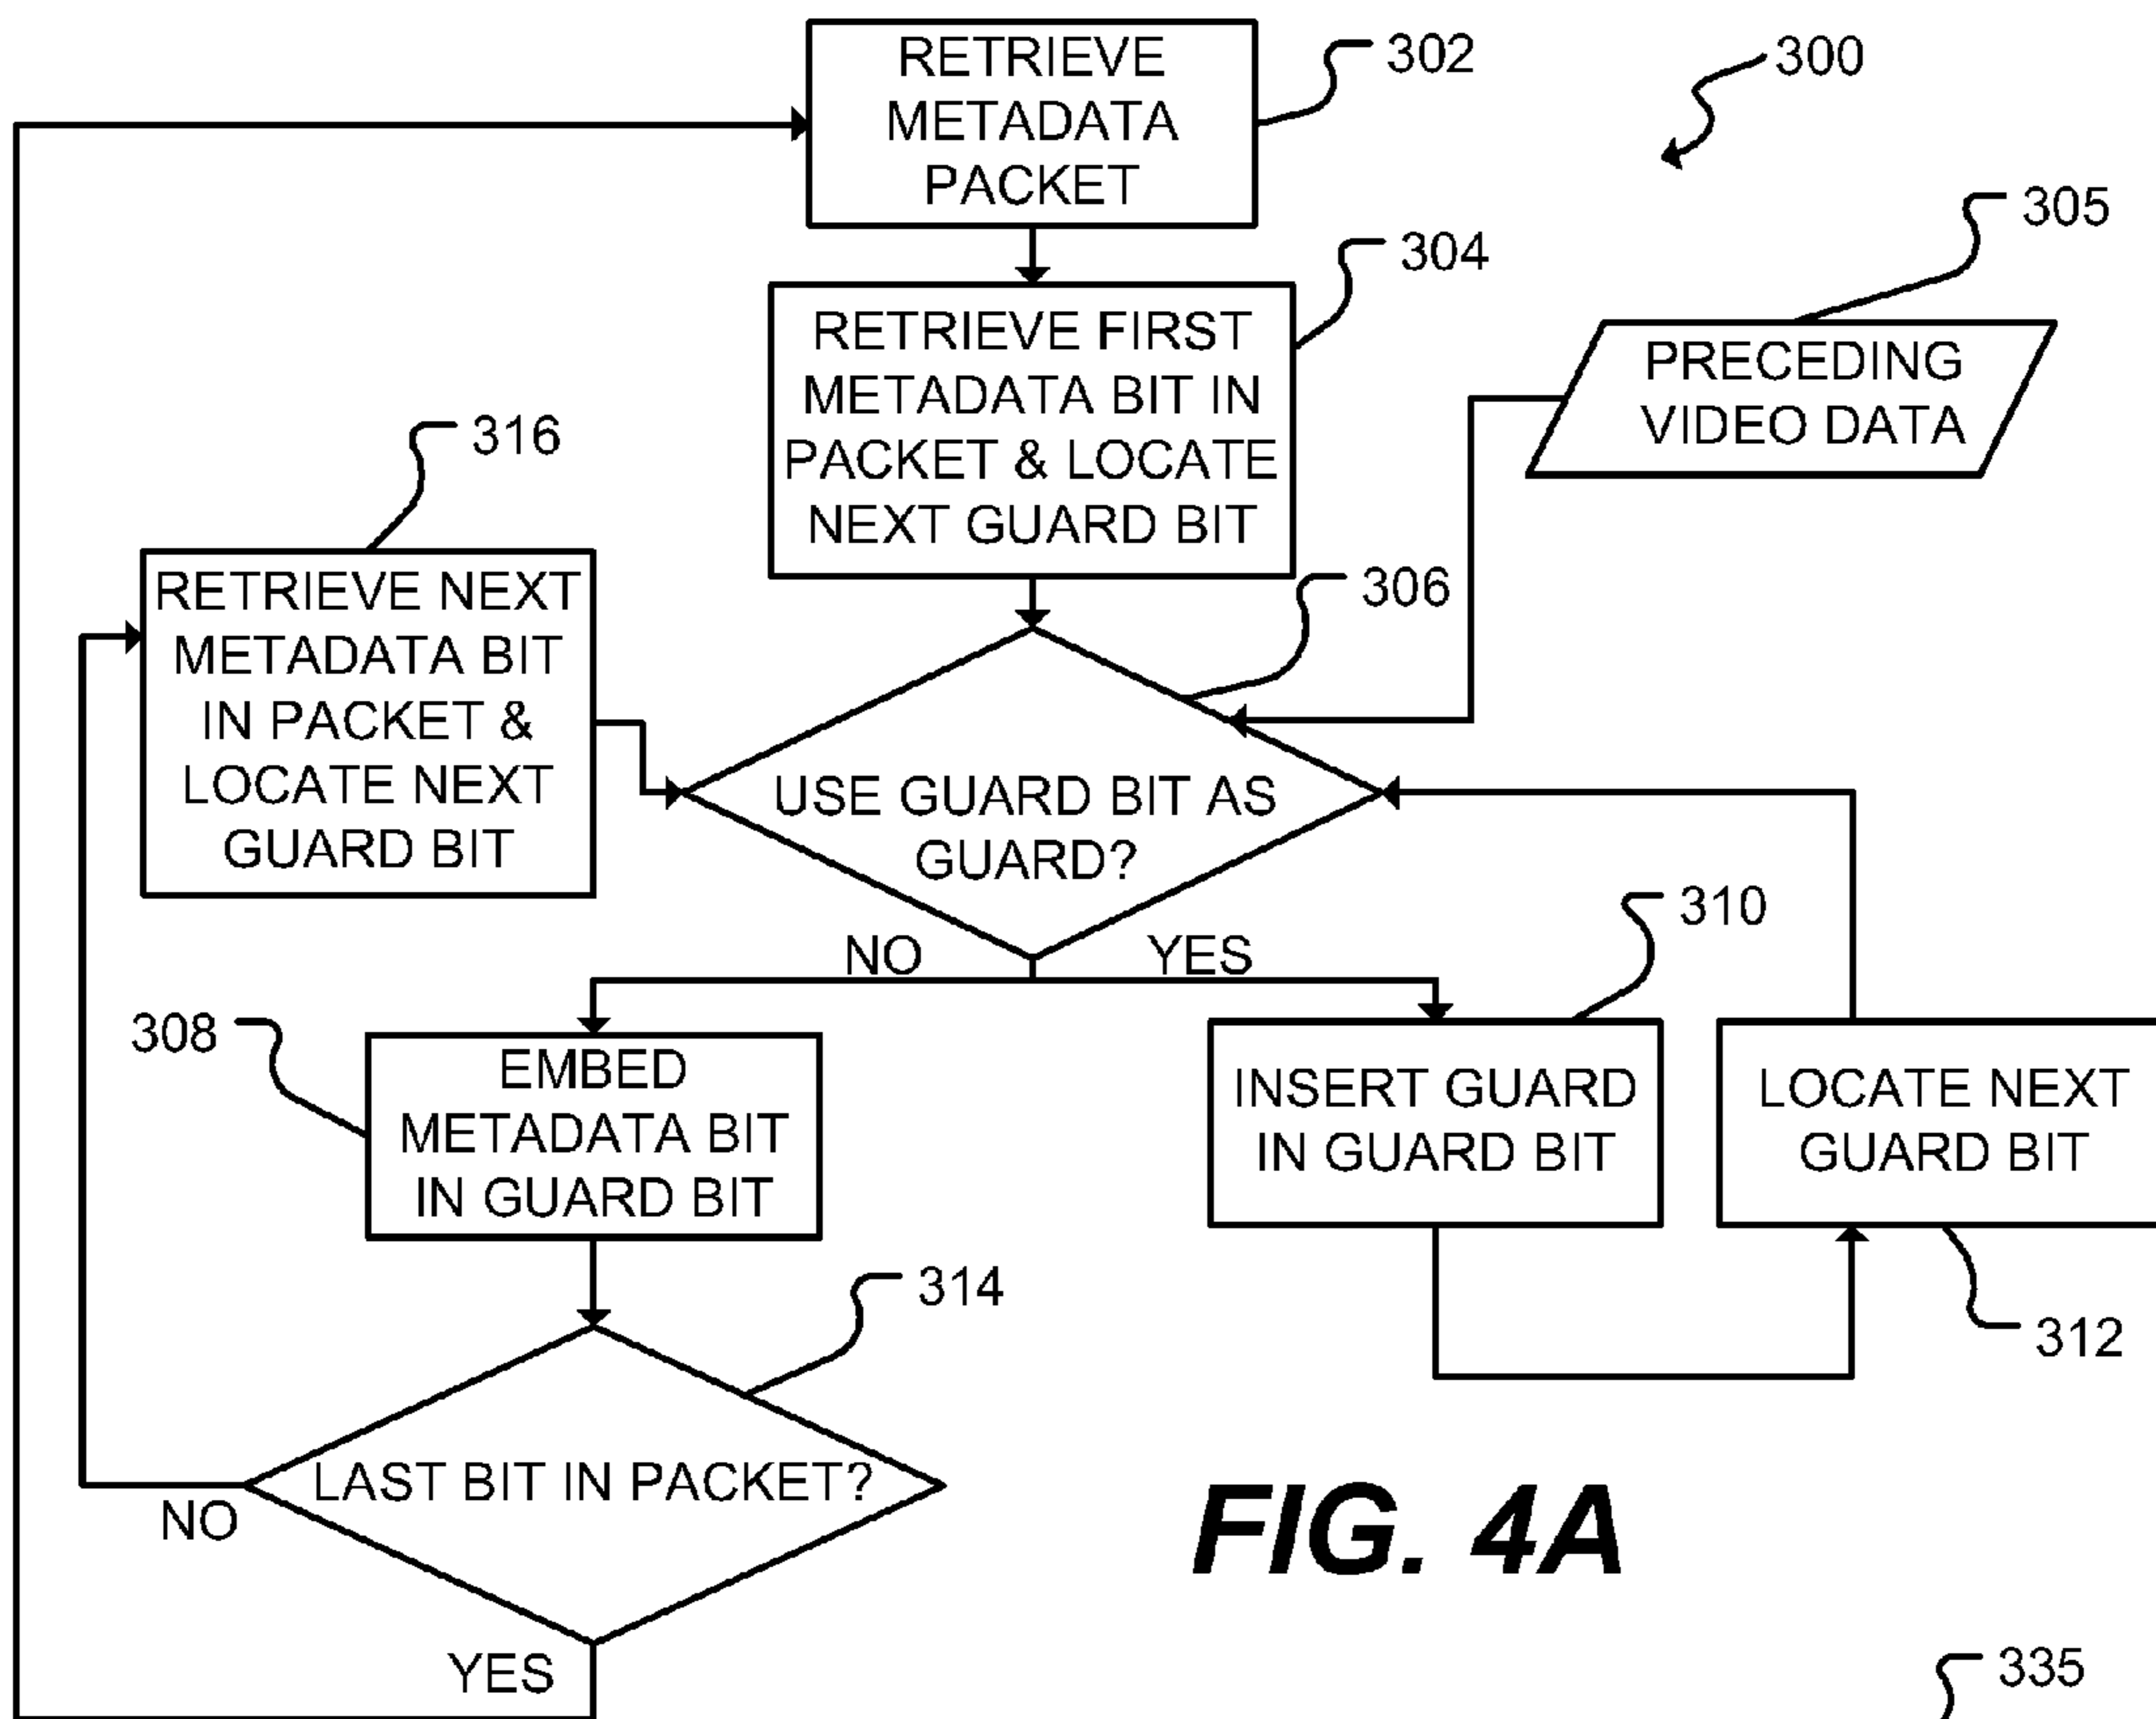 RETRIEVE
METADATA
PACKET
302
300
305
304
RETRIEVE FIRST
METADATA BIT IN
PACKET & LOCATE
NEXT GUARD BIT
PRECEDING
VIDEO DATA
316
RETRIEVE NEXT
METADATA BIT
IN PACKET &
LOCATE NEXT
GUARD BIT
306
USE GUARD BIT AS
GUARD?
NO
YES
310
308
EMBED
METADATA BIT
IN GUARD BIT
INSERT GUARD
IN GUARD BIT
LOCATE NEXT
GUARD BIT
314
312
LAST BIT IN PACKET?
NO
YES
FIG. 4A
335